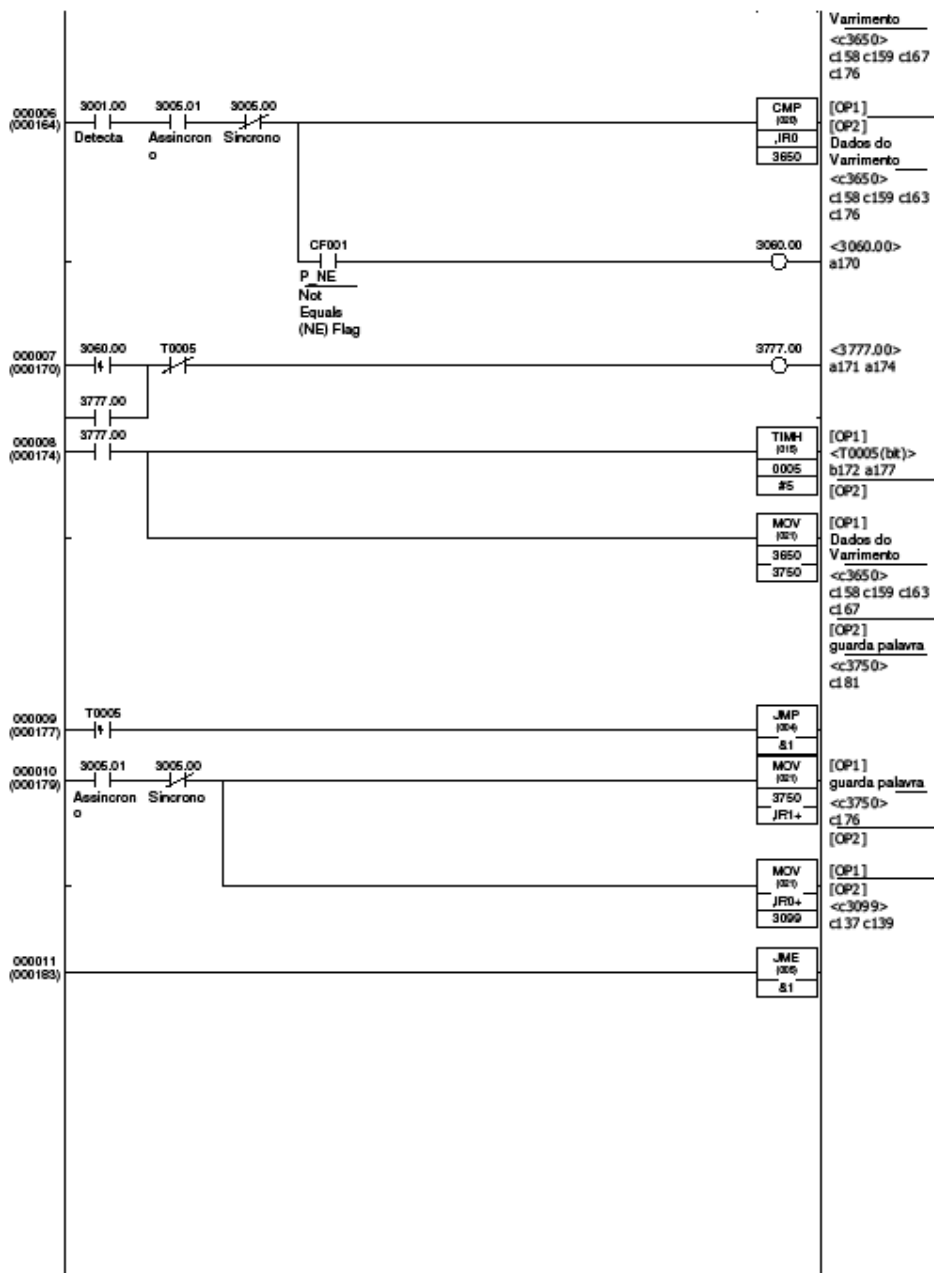 Varrimento
<c3650>
c158 c159 c167
c176
000006
(000164)
3001.00
Detecta
3005.01
Assincron
o
3005.00
Sincrono
CMP
(020)
,IR0
3650
[OP1]
[OP2]
Dados do
Varrimento
<c3650>
c158 c159 c163
c176
CF001
P_NE
Not
Equals
(NE) Flag
3060.00
<3060.00>
a170
000007
(000170)
3060.00
T0005
3777.00
<3777.00>
a171 a174
3777.00
000008
(000174)
3777.00
TIMH
(015)
0005
#5
[OP1]
<T0005(bit)>
b172 a177
[OP2]
MOV
(021)
3650
3750
[OP1]
Dados do
Varrimento
<c3650>
c158 c159 c163
c167
[OP2]
guarda palavra
<c3750>
c181
000009
(000177)
T0005
JMP
(004)
&1
000010
(000179)
3005.01
Assincron
o
3005.00
Sincrono
MOV
(021)
3750
,IR1+
[OP1]
guarda palavra
<c3750>
c176
[OP2]
MOV
(021)
,IR0+
3099
[OP1]
[OP2]
<c3099>
c137 c139
000011
(000183)
JME
(005)
&1